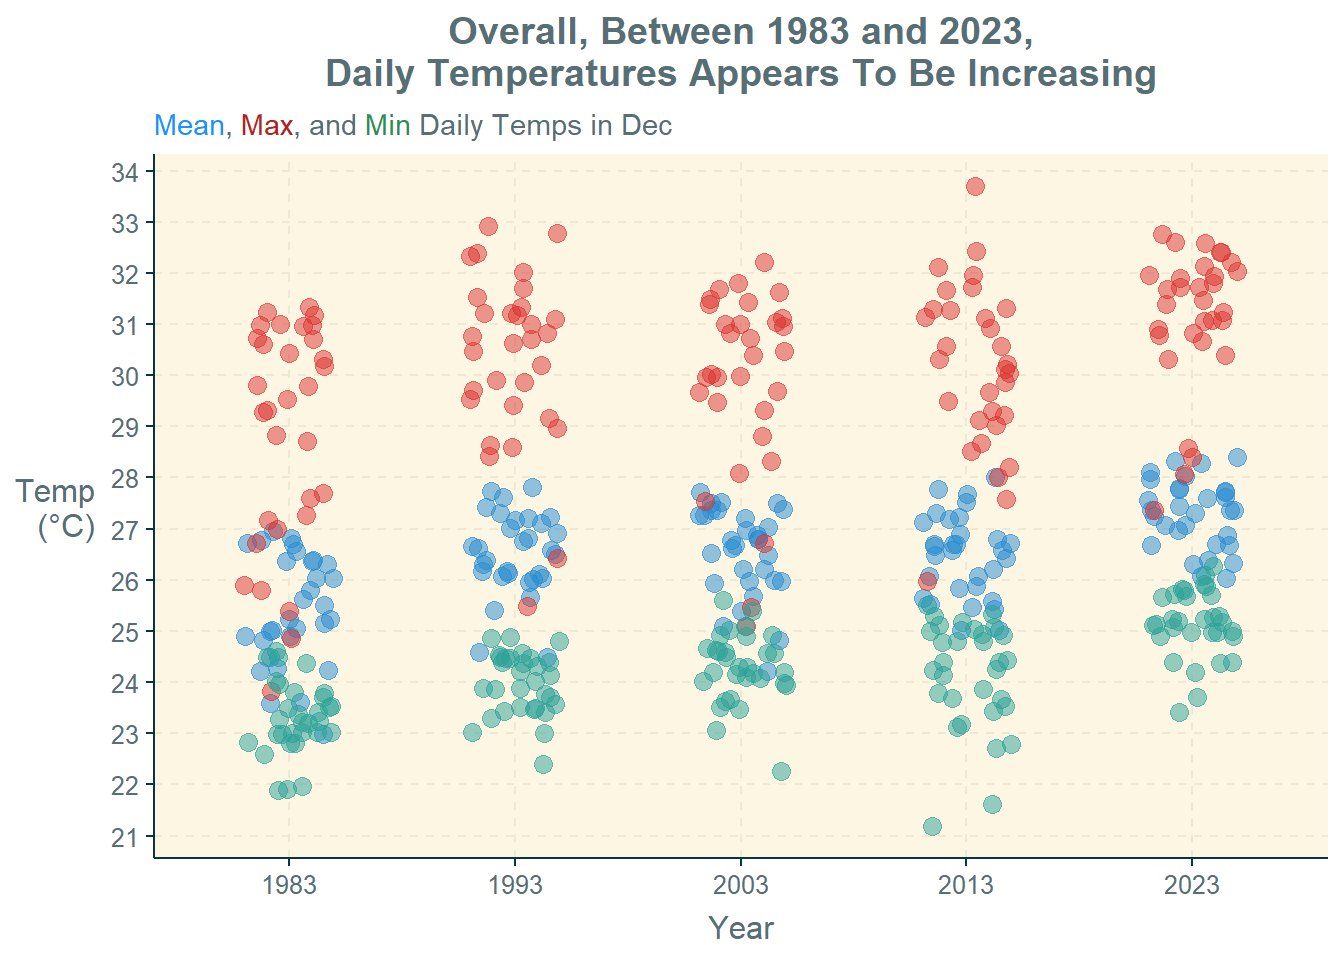 Overall, Between 1983 and 2023,
Daily Temperatures Appears To Be Increasing
Mean, Max, and Min Daily Temps in Dec
34
33
32
31
30
29
28
27
26
25
24
23
22
21
Temp
(°C)
1983 1993 2003 2013 2023
Year